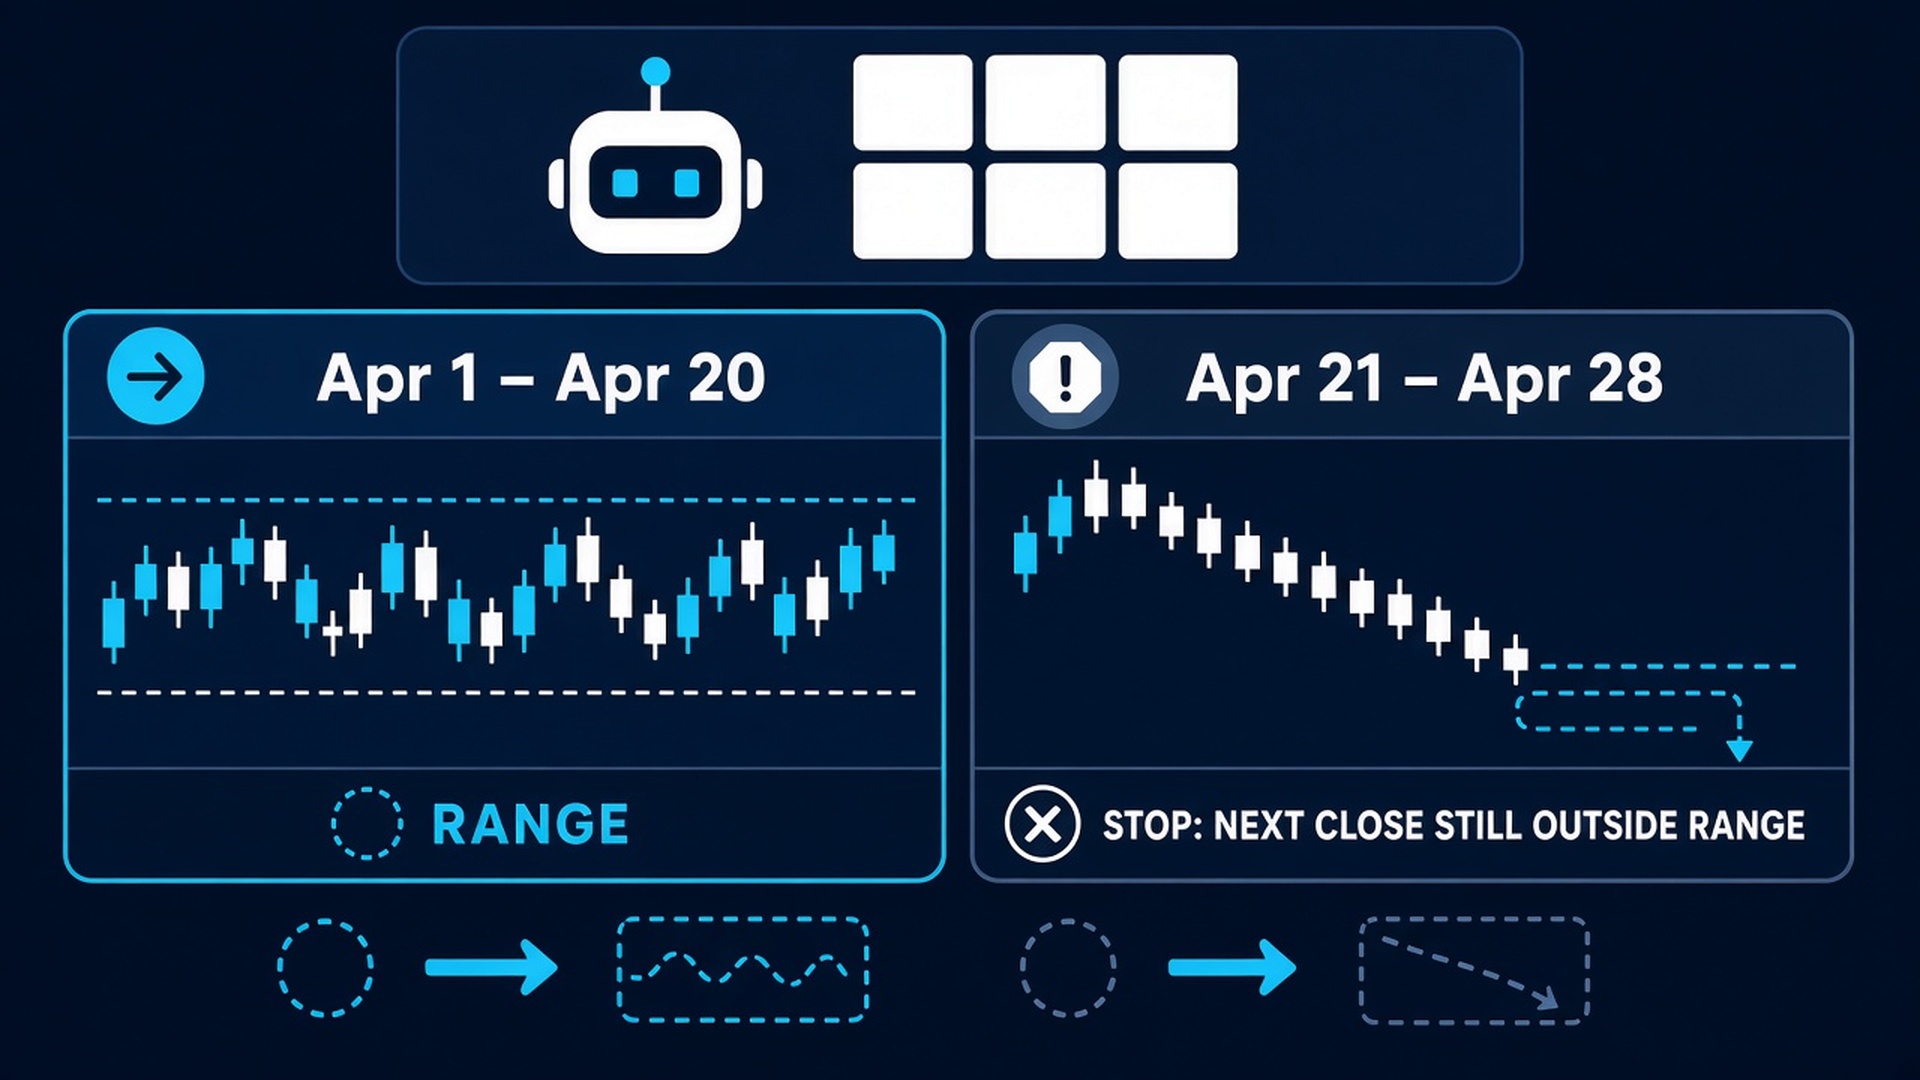 Apr 1 – Apr 20
Apr 21 – Apr 28
RANGE
STOP: NEXT CLOSE STILL OUTSIDE RANGE